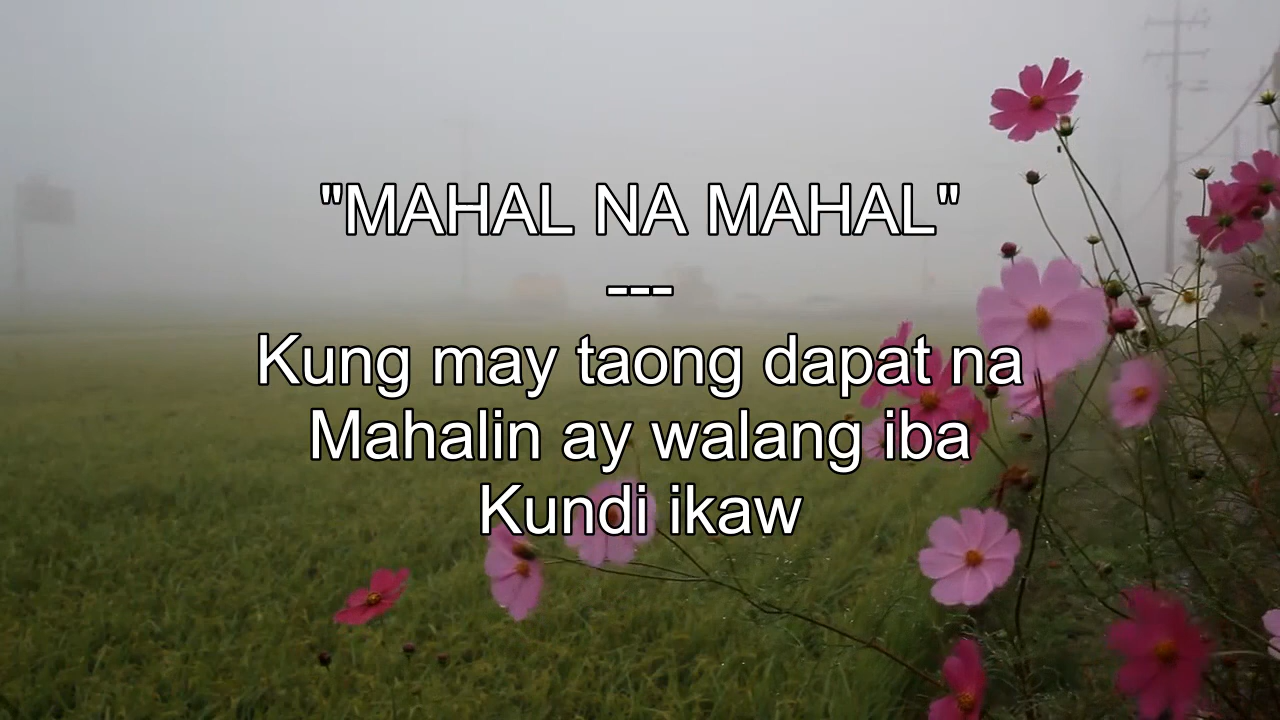 "MAHAL NA MAHAL"
---
Kung may taong dapat na
Mahalin ay walang iba
Kundi ikaw